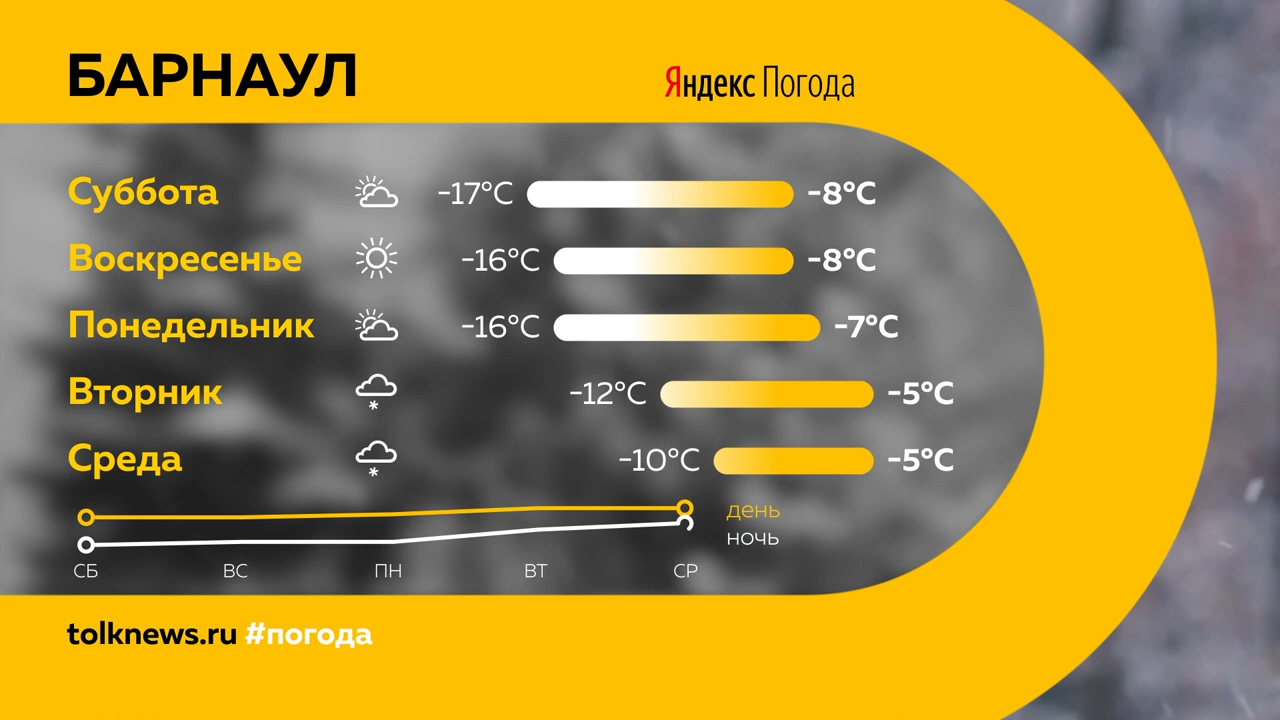 БАРНАУЛ
Яндекс Погода
Суббота -17°C -8°C
Воскресенье -16°C -8°C
Понедельник -16°C -7°C
Вторник -12°C -5°C
Среда -10°C -5°C
день
ночь
СБ ВС ПН ВТ СР
tolknews.ru #погода